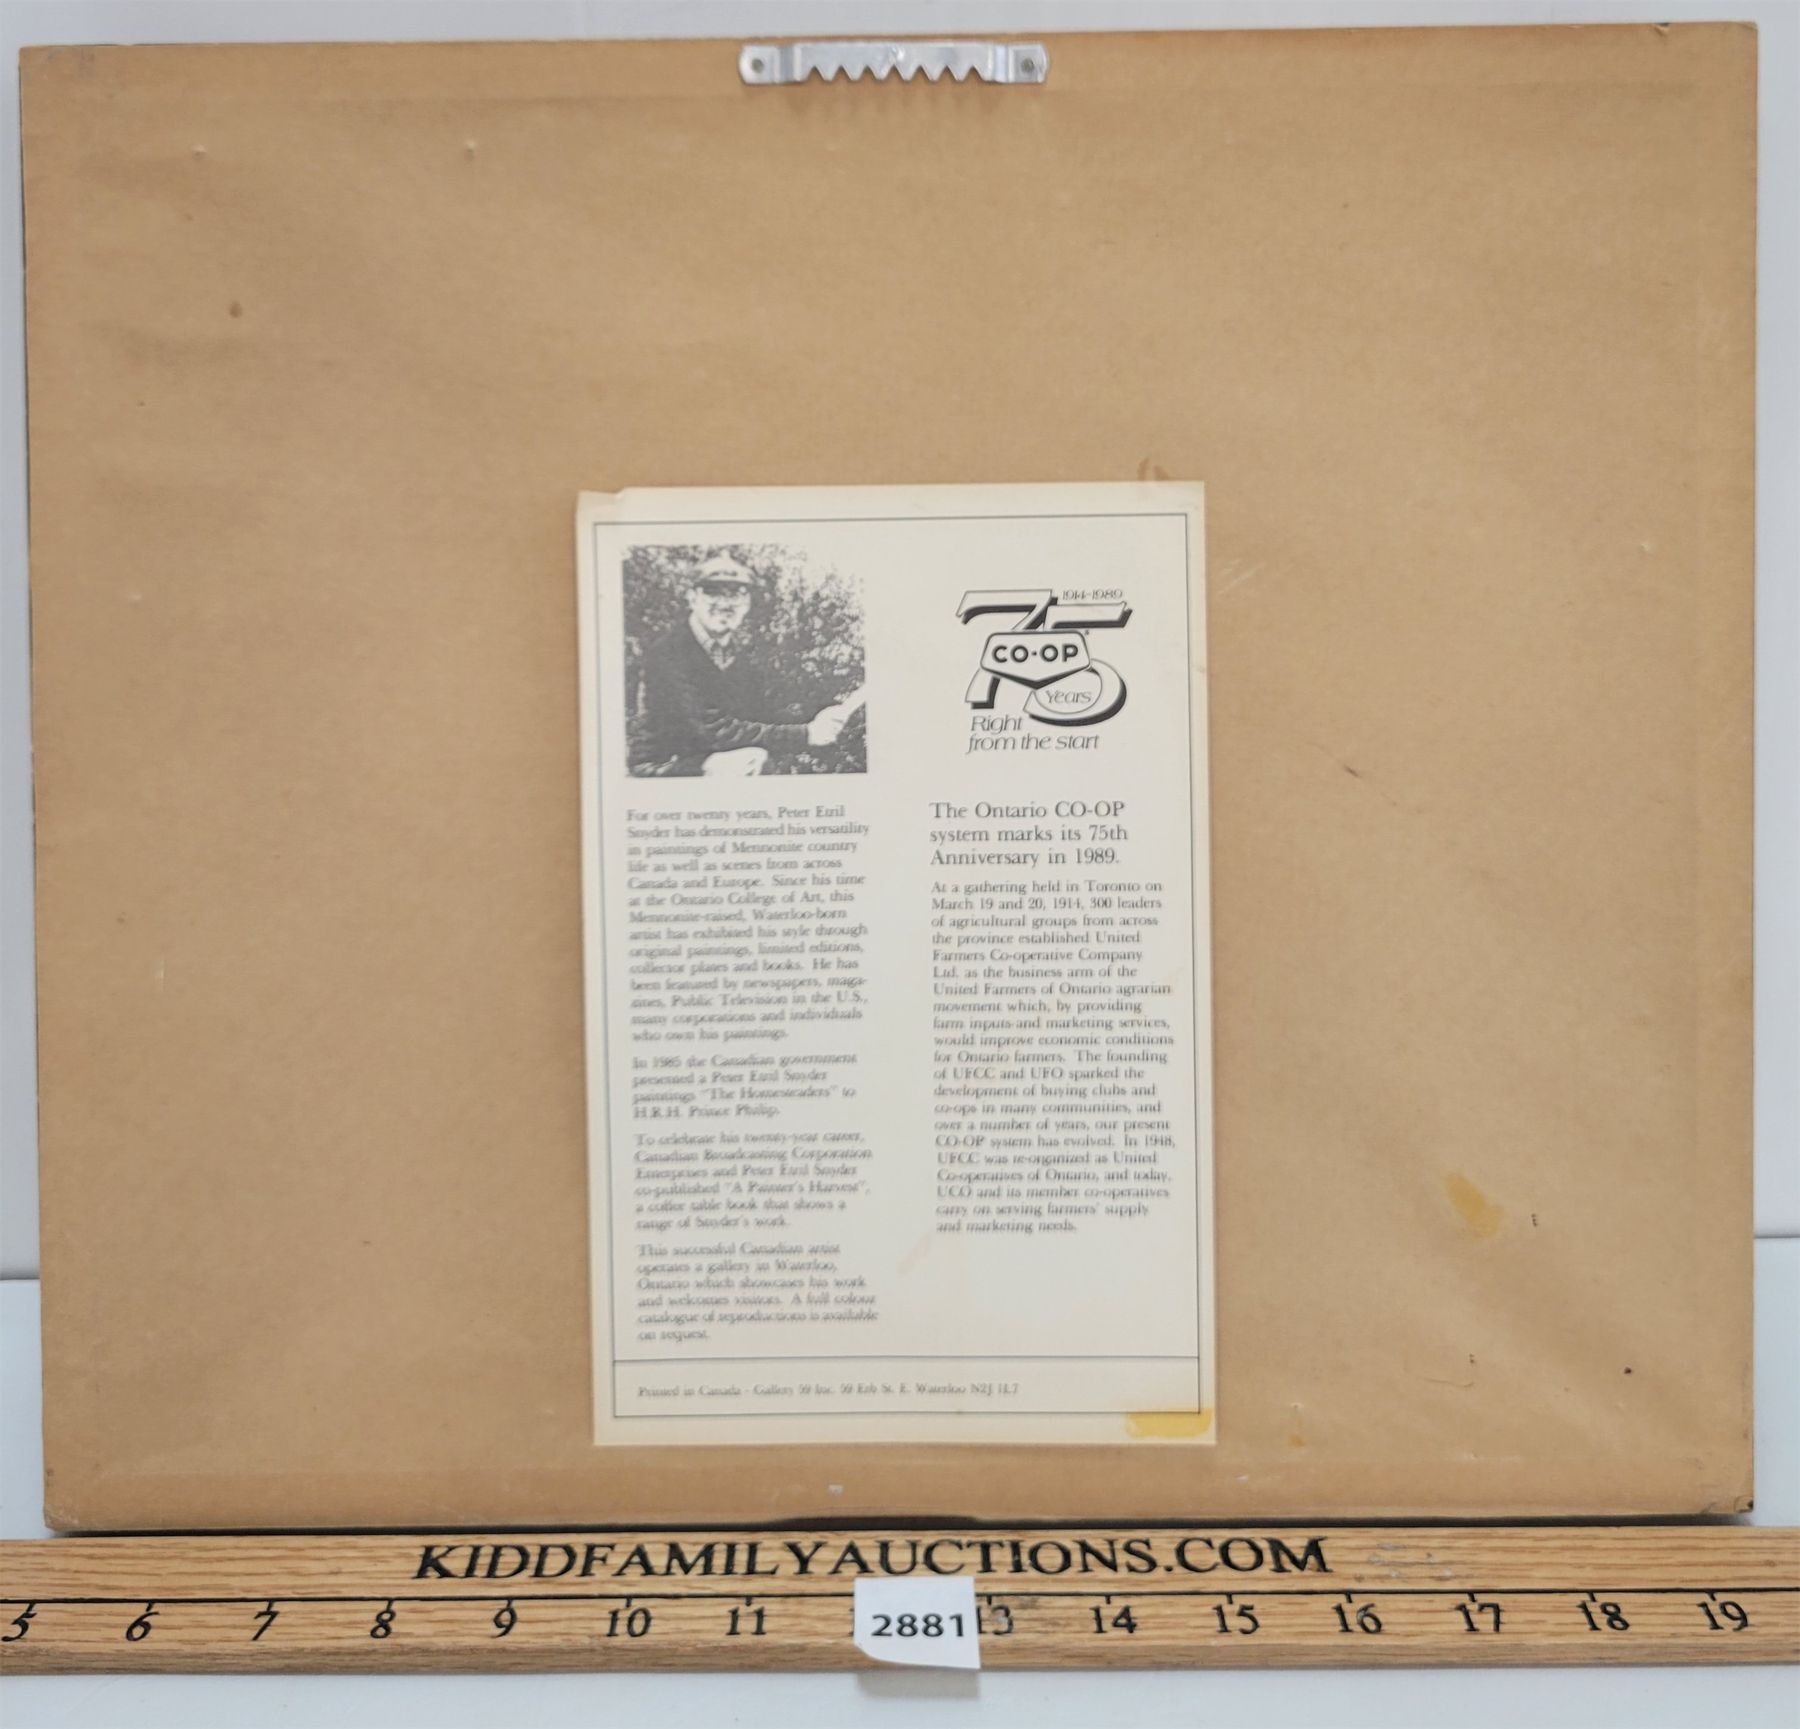 1914-1989
75
CO-OP
Years
Right
from the start
For over twenty years, Peter Etril
Snyder has demonstrated his versatility
in paintings of Mennonite country
life as well as scenes from across
Canada and Europe. Since his time
at the Ontario College of Art, this
Mennonite-raised, Waterloo-born
artist has exhibited his style through
original paintings, limited editions,
collector plates and books. He has
been featured by newspapers, maga-
zines, Public Television in the U.S.,
many corporations and individuals
who own his paintings.
In 1985 the Canadian government
presented a Peter Etril Snyder
paintings "The Homesteaders" to
H.R.H. Prince Philip.
To celebrate his twenty-year career,
Canadian Broadcasting Corporation
Enterprises and Peter Etril Snyder
co-published "A Painter's Harvest",
a coffee table book that shows a
range of Snyder's work.
This successful Canadian artist
operates a gallery in Waterloo,
Ontario which showcases his work
and welcomes visitors. A full colour
catalogue of reproductions is available
on request.
The Ontario CO-OP
system marks its 75th
Anniversary in 1989.
At a gathering held in Toronto on
March 19 and 20, 1914, 300 leaders
of agricultural groups from across
the province established United
Farmers Co-operative Company
Ltd. as the business arm of the
United Farmers of Ontario agrarian
movement which, by providing
farm inputs and marketing services,
would improve economic conditions
for Ontario farmers. The founding
of UFCC and UFO sparked the
development of buying clubs and
co-ops in many communities, and
over a number of years, our present
CO-OP system has evolved. In 1948,
UFCC was re-organized as United
Co-operatives of Ontario, and today,
UCO and its member co-operatives
carry on serving farmers' supply
and marketing needs.
Printed in Canada - Gallery 59 Inc. 59 Erb St. E. Waterloo N2J 1L7
KIDDFAMILYAUCTIONS.COM
5 6 7 8 9 10 11 13 14 15 16 17 18 19
2881